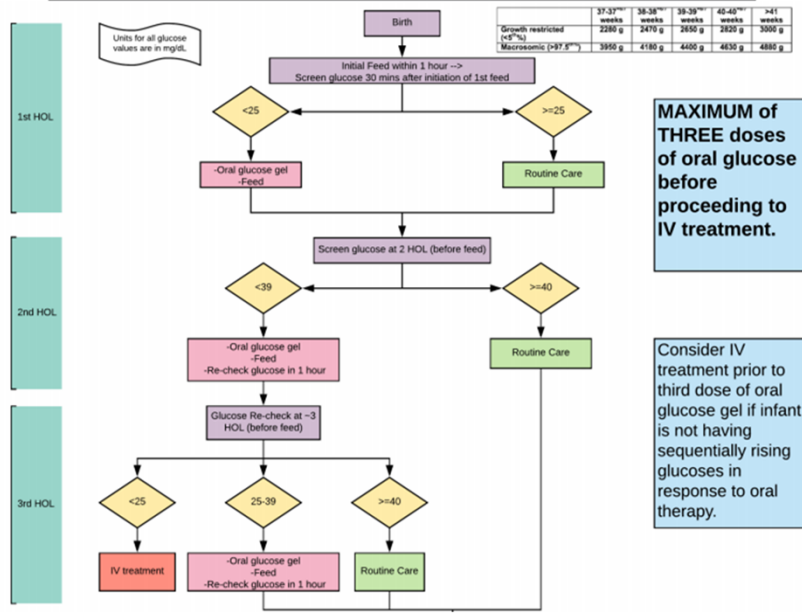 Birth
37-37 38-38 39-39 40-40 >41
weeks weeks weeks weeks weeks
Growth restricted 2280 g 2470 g 2650 g 2820 g 3000 g
(<5 %)
Macrosomic (>97.5 3950 g 4180 g 4400 g 4630 g 4880 g
Units for all glucose
values are in mg/dL
1st HOL
Initial Feed within 1 hour -->
Screen glucose 30 mins after initiation of 1st feed
<25
>=25
-Oral glucose gel
-Feed
Routine Care
MAXIMUM of
THREE doses
of oral glucose
before
proceeding to
IV treatment.
2nd HOL
Screen glucose at 2 HOL (before feed)
<39
>=40
-Oral glucose gel
-Feed
-Re-check glucose in 1 hour
Routine Care
Consider IV
treatment prior to
third dose of oral
glucose gel if infant
is not having
sequentially rising
glucoses in
response to oral
therapy.
3rd HOL
Glucose Re-check at ~3
HOL (before feed)
<25
25-39
>=40
IV treatment
-Oral glucose gel
-Feed
-Re-check glucose in 1 hour
Routine Care